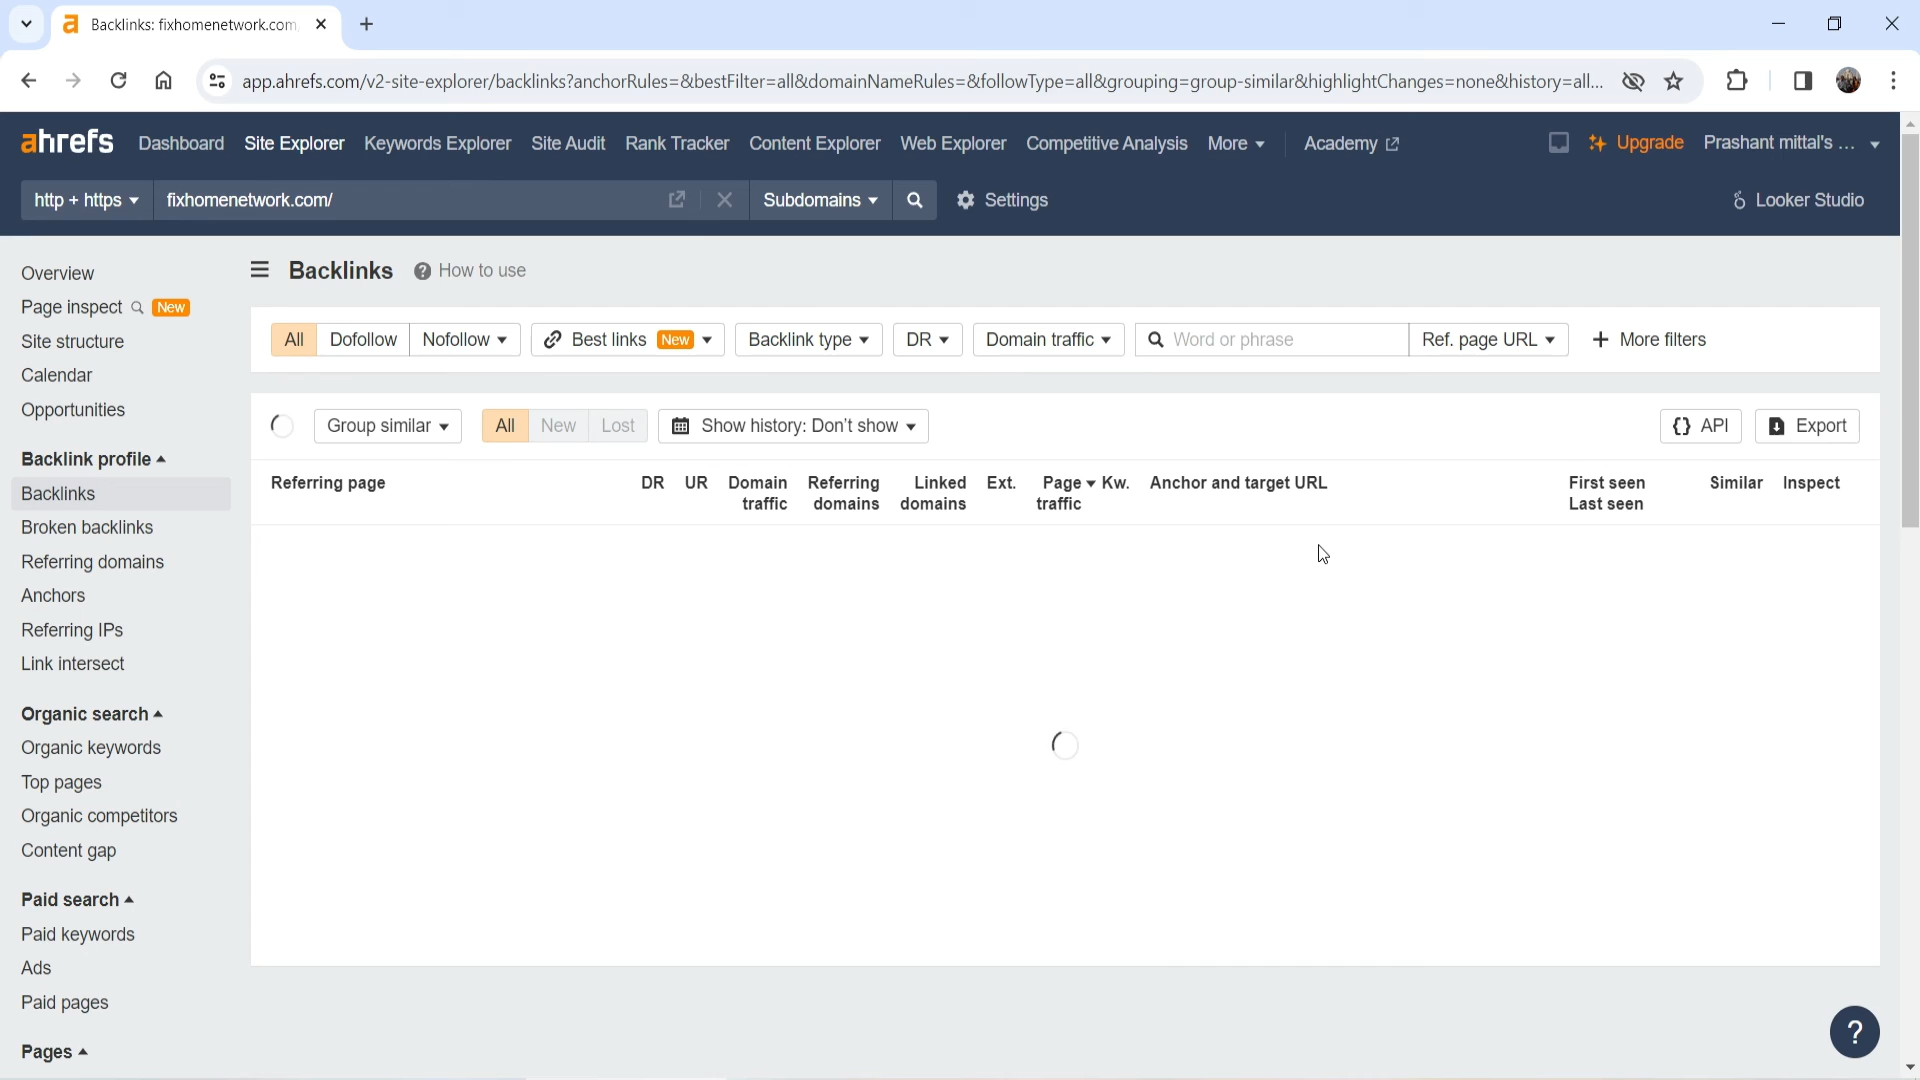 Backlinks: fixhomenetwork.com
app.ahrefs.com/v2-site-explorer/backlinks?anchorRules=&bestFilter=all&domainNameRules=&followType=all&grouping=group-similar&highlightChanges=none&history=all...
ahrefs Dashboard Site Explorer Keywords Explorer Site Audit Rank Tracker Content Explorer Web Explorer Competitive Analysis More Academy Upgrade Prashant mittal's ...
http + https fixhomenetwork.com/ Subdomains Settings Looker Studio
Overview
Page inspect New
Site structure
Calendar
Opportunities
Backlink profile
Backlinks
Broken backlinks
Referring domains
Anchors
Referring IPs
Link intersect
Organic search
Organic keywords
Top pages
Organic competitors
Content gap
Paid search
Paid keywords
Ads
Paid pages
Pages
Backlinks ? How to use
All Dofollow Nofollow Best links New Backlink type DR Domain traffic Word or phrase Ref. page URL + More filters
Group similar All New Lost Show history: Don't show {} API Export
Referring page DR UR Domain Referring Linked Ext. Page Kw. Anchor and target URL First seen Similar Inspect
traffic domains domains traffic Last seen
?